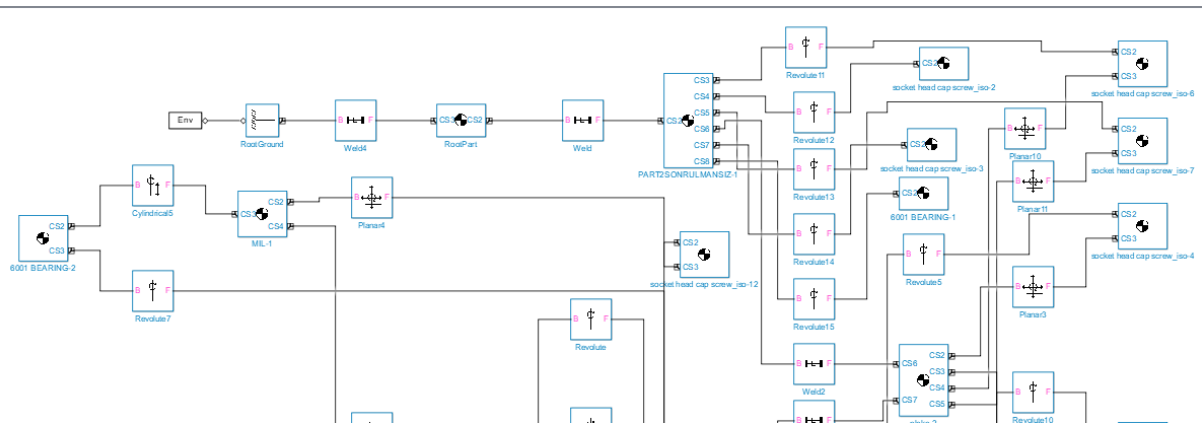 B F
Revolute11
CS2
socket head cap screw_iso-2
CS2
CS3
socket head cap screw_iso-6
Env
RootGround
B F
Weld4
CS3 CS2
RootPart
B F
Weld
CS2
CS3
CS4
CS5
CS6
CS7
CS8
PART2SONRULMANSIZ-1
B F
Revolute12
B F
Planar10
CS2
CS3
socket head cap screw_iso-7
CS2
socket head cap screw_iso-3
B F
Revolute13
B F
Planar11
CS2
6001 BEARING-1
B F
Cylindrical5
CS3
CS2
CS4
MIL-1
B F
Planar4
CS2
CS3
6001 BEARING-2
CS2
CS3
socket head cap screw_iso-12
B F
Revolute14
B F
Revolute5
CS2
CS3
socket head cap screw_iso-4
B F
Revolute7
B F
Revolute15
B F
Planar3
B F
Revolute
B F
Weld2
CS6
CS7
CS2
CS3
CS4
CS5
B F
Revolute10
B F